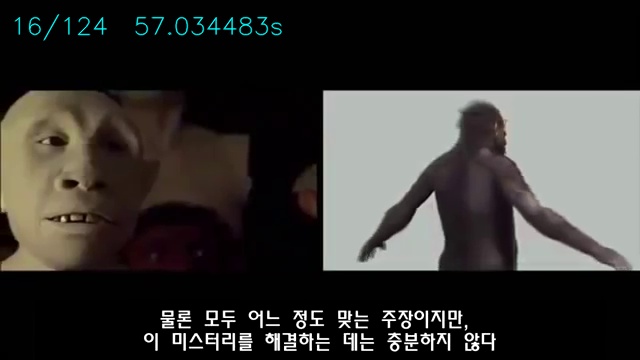 16/124 57.034483s
물론 모두 어느 정도 맞는 주장이지만,
이 미스터리를 해결하는 데는 충분하지 않다